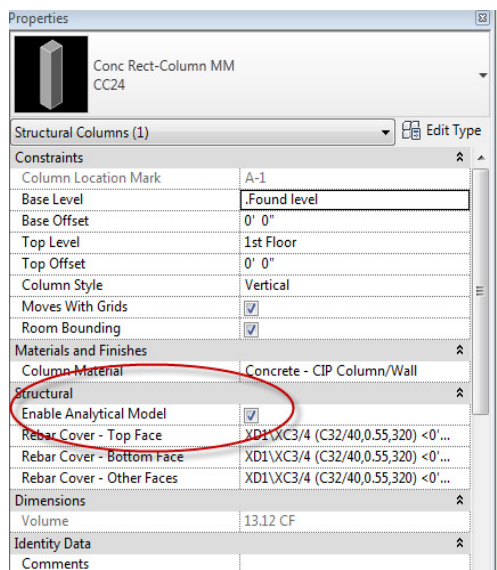 Properties
Conc Rect-Column MM
CC24
Structural Columns (1) Edit Type
Constraints
Column Location Mark A-1
Base Level .Found level
Base Offset 0' 0"
Top Level 1st Floor
Top Offset 0' 0"
Column Style Vertical
Moves With Grids
Room Bounding
Materials and Finishes
Column Material Concrete - CIP Column/Wall
Structural
Enable Analytical Model
Rebar Cover - Top Face XD1\XC3/4 (C32/40,0.55,320) <0'...
Rebar Cover - Bottom Face XD1\XC3/4 (C32/40,0.55,320) <0'...
Rebar Cover - Other Faces XD1\XC3/4 (C32/40,0.55,320) <0'...
Dimensions
Volume 13.12 CF
Identity Data
Comments